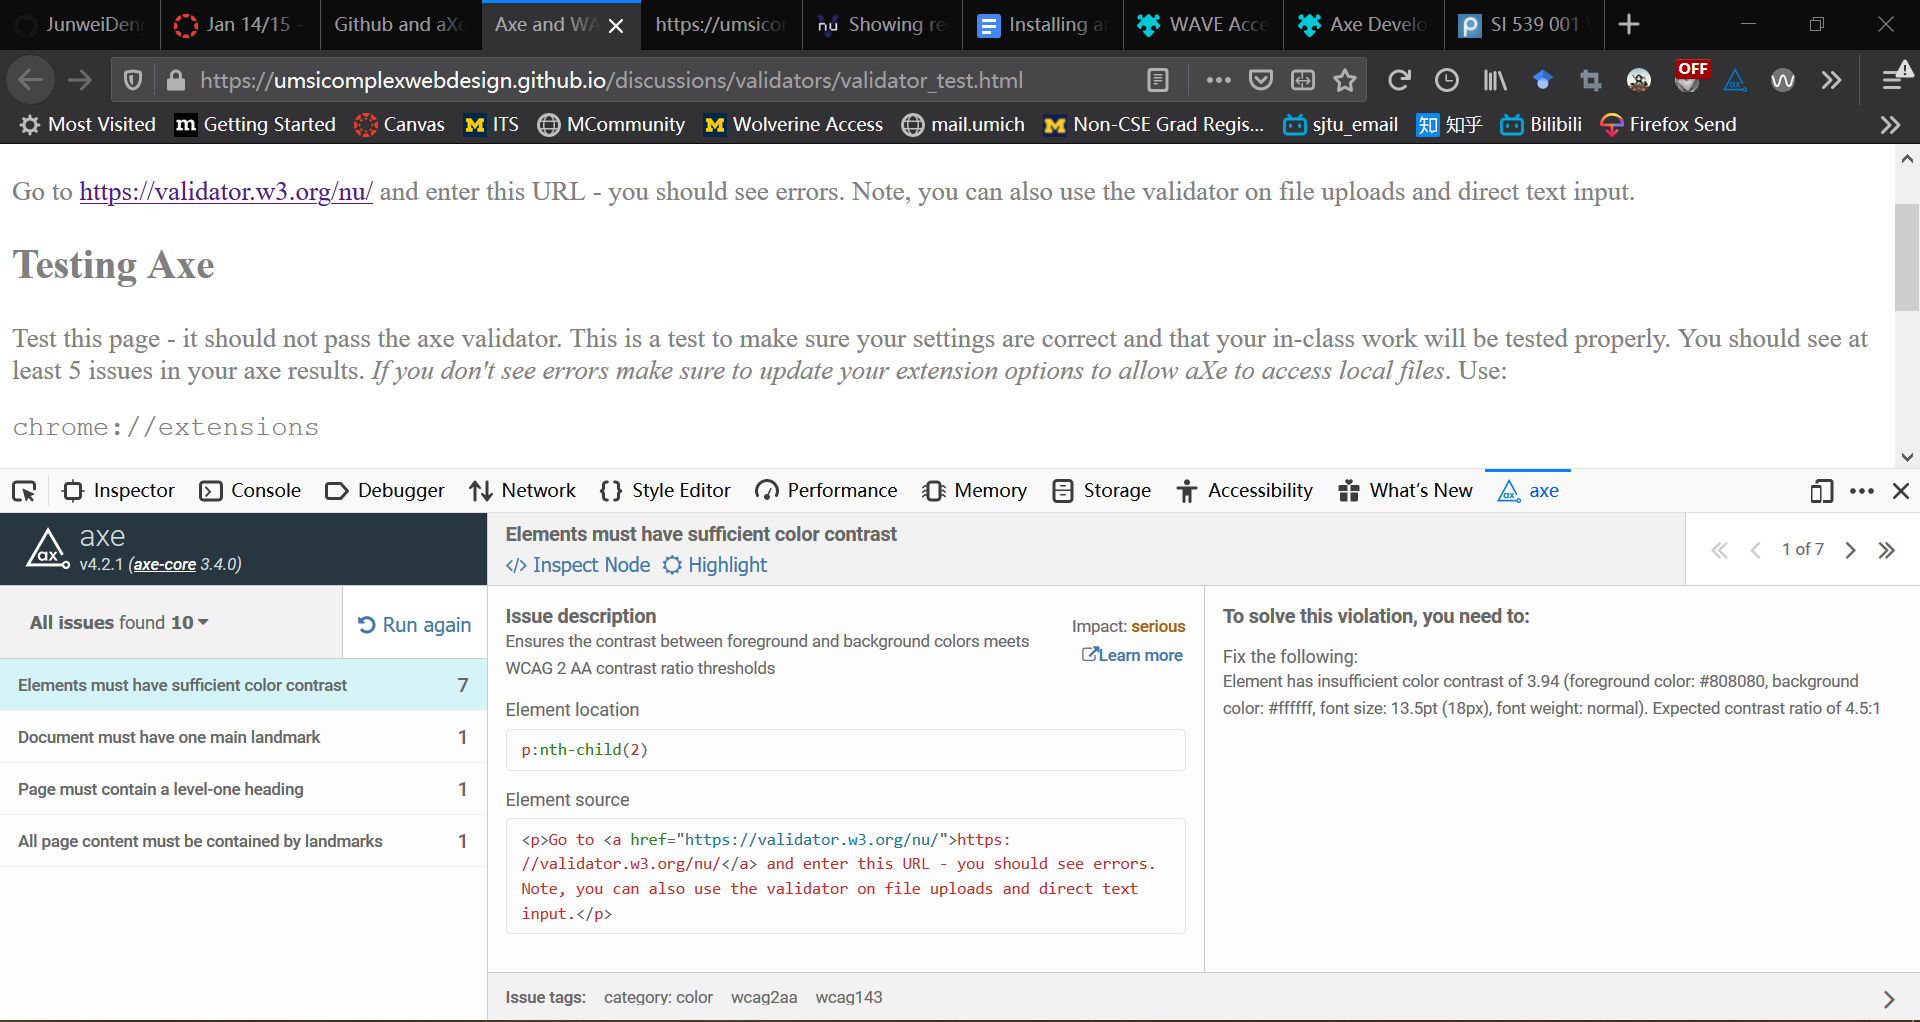 JunweiDen
Jan 14/15 -
Github and aXe
Axe and WA
https://umsicor
nu Showing re
Installing a
WAVE Acce
Axe Develo
SI 539 001
https://umsicomplexwebdesign.github.io/discussions/validators/validator_test.html
OFF
Most Visited
m Getting Started
Canvas
M ITS
MCommunity
M Wolverine Access
mail.umich
M Non-CSE Grad Regis...
sjtu_email
知 知乎
Bilibili
Firefox Send
Go to https://validator.w3.org/nu/ and enter this URL - you should see errors. Note, you can also use the validator on file uploads and direct text input.
Testing Axe
Test this page - it should not pass the axe validator. This is a test to make sure your settings are correct and that your in-class work will be tested properly. You should see at
least 5 issues in your axe results. If you don't see errors make sure to update your extension options to allow aXe to access local files. Use:
chrome://extensions
Inspector
Console
Debugger
Network
Style Editor
Performance
Memory
Storage
Accessibility
What's New
axe
axe
v4.2.1 (axe-core 3.4.0)
All issues found 10
Run again
Elements must have sufficient color contrast 7
Document must have one main landmark 1
Page must contain a level-one heading 1
All page content must be contained by landmarks 1
Elements must have sufficient color contrast
</> Inspect Node Highlight
1 of 7
Issue description
Ensures the contrast between foreground and background colors meets
WCAG 2 AA contrast ratio thresholds
Impact: serious
Learn more
Element location
p:nth-child(2)
Element source
<p>Go to <a href="https://validator.w3.org/nu/">https:
//validator.w3.org/nu/</a> and enter this URL - you should see errors.
Note, you can also use the validator on file uploads and direct text
input.</p>
To solve this violation, you need to:
Fix the following:
Element has insufficient color contrast of 3.94 (foreground color: #808080, background
color: #ffffff, font size: 13.5pt (18px), font weight: normal). Expected contrast ratio of 4.5:1
Issue tags: category: color wcag2aa wcag143